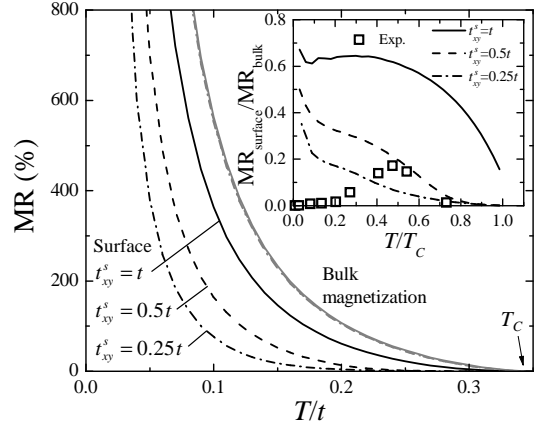 800
600
400
200
0
MR (%)
0.0
0.1
0.2
0.3
T/t
Surface
t^s_xy = t
t^s_xy = 0.5t
t^s_xy = 0.25t
Bulk
magnetization
T_C
0.8
0.6
0.4
0.2
0.0
MR_surface/MR_bulk
0.0 0.2 0.4 0.6 0.8 1.0
T/T_C
Exp.
t^s_xy=t
t^s_xy=0.5t
t^s_xy=0.25t